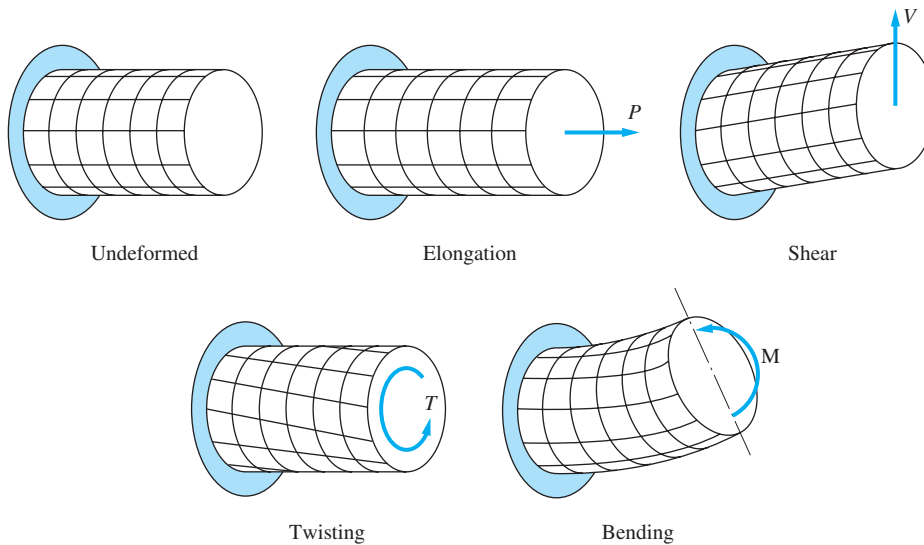 V
P
Undeformed
Elongation
Shear
M
T
Twisting
Bending